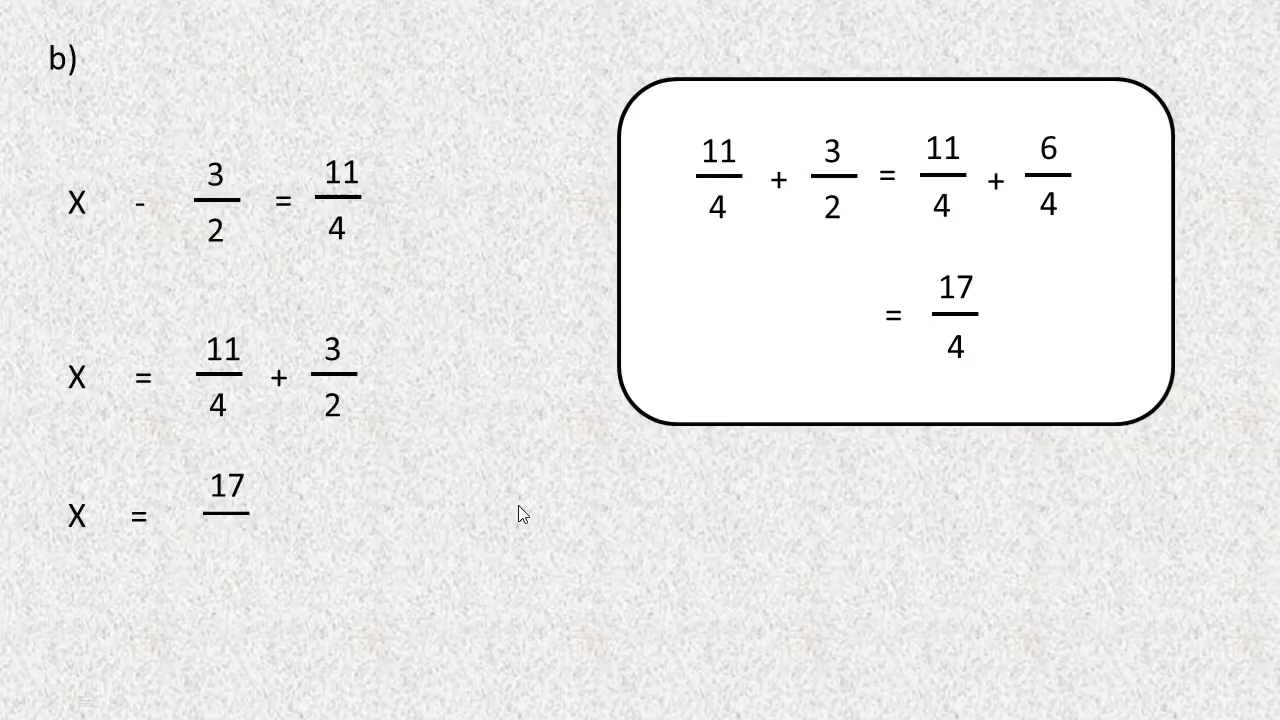 b)
X - 3/2 = 11/4
X = 11/4 + 3/2
X = 17/
11/4 + 3/2 = 11/4 + 6/4
= 17/4